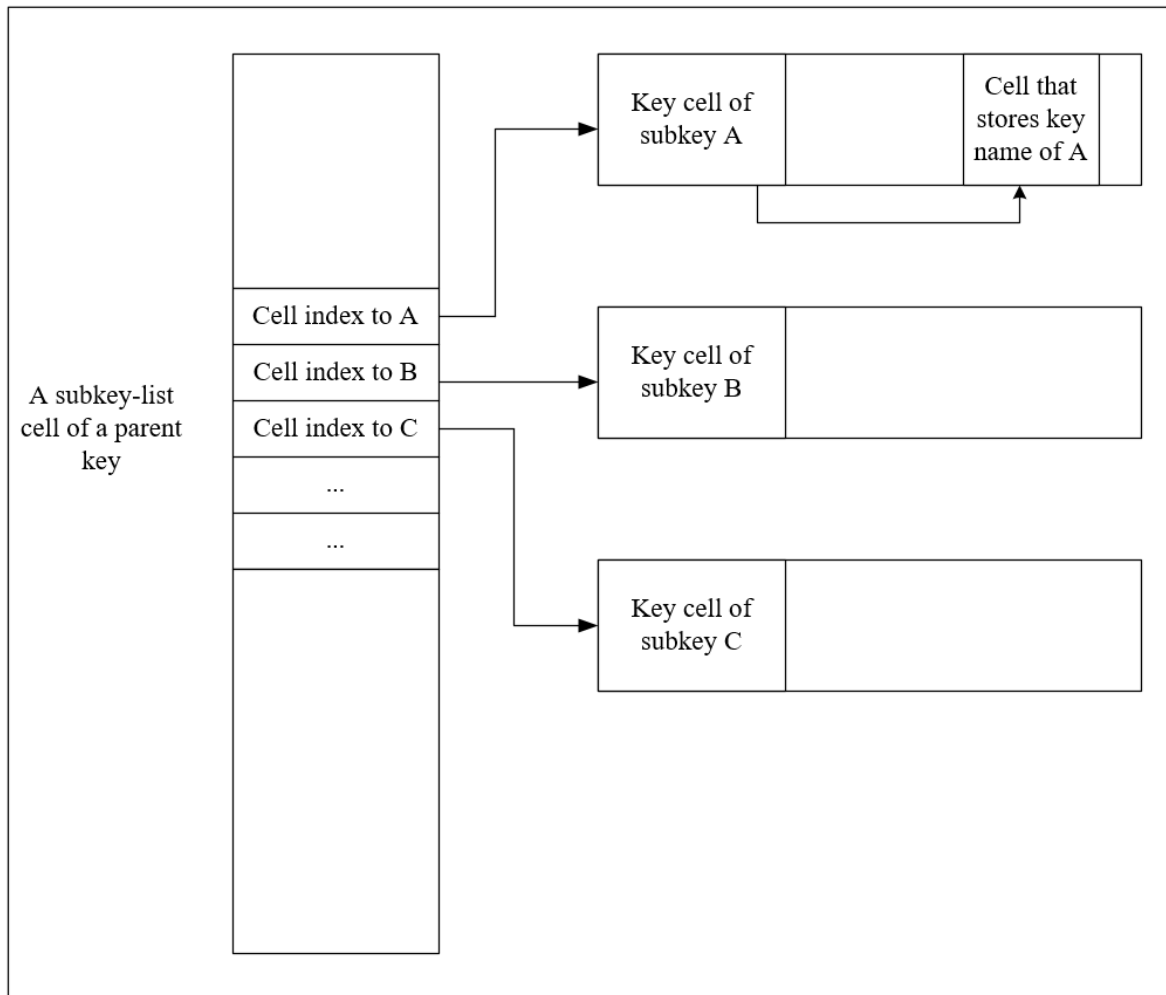 A subkey-list
cell of a parent
key
Cell index to A
Cell index to B
Cell index to C
...
...
Key cell of
subkey A
Cell that
stores key
name of A
Key cell of
subkey B
Key cell of
subkey C